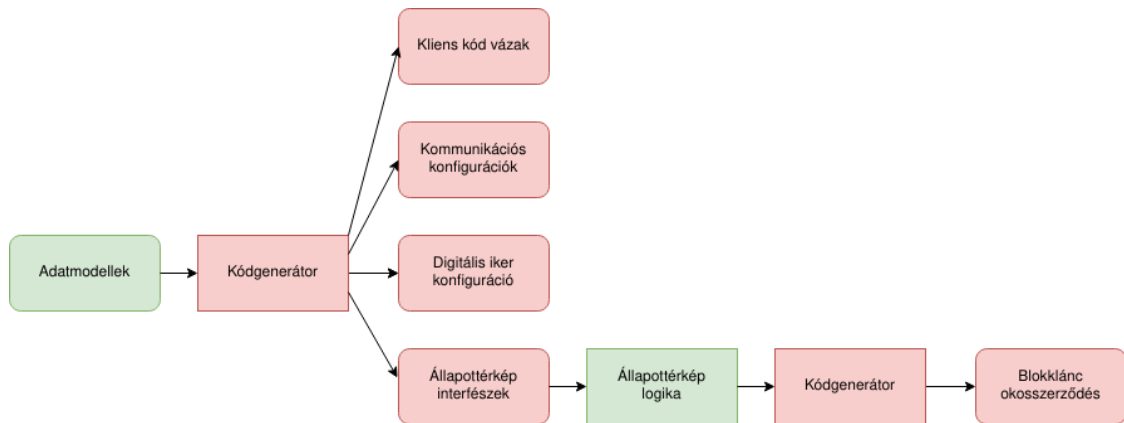 Kliens kód vázak
Kommunikációs
konfigurációk
Adatmodellek
Kódgenerátor
Digitális iker
konfiguráció
Állapottérkép
interfészek
Állapottérkép
logika
Kódgenerátor
Blokklánc
okosszerződés